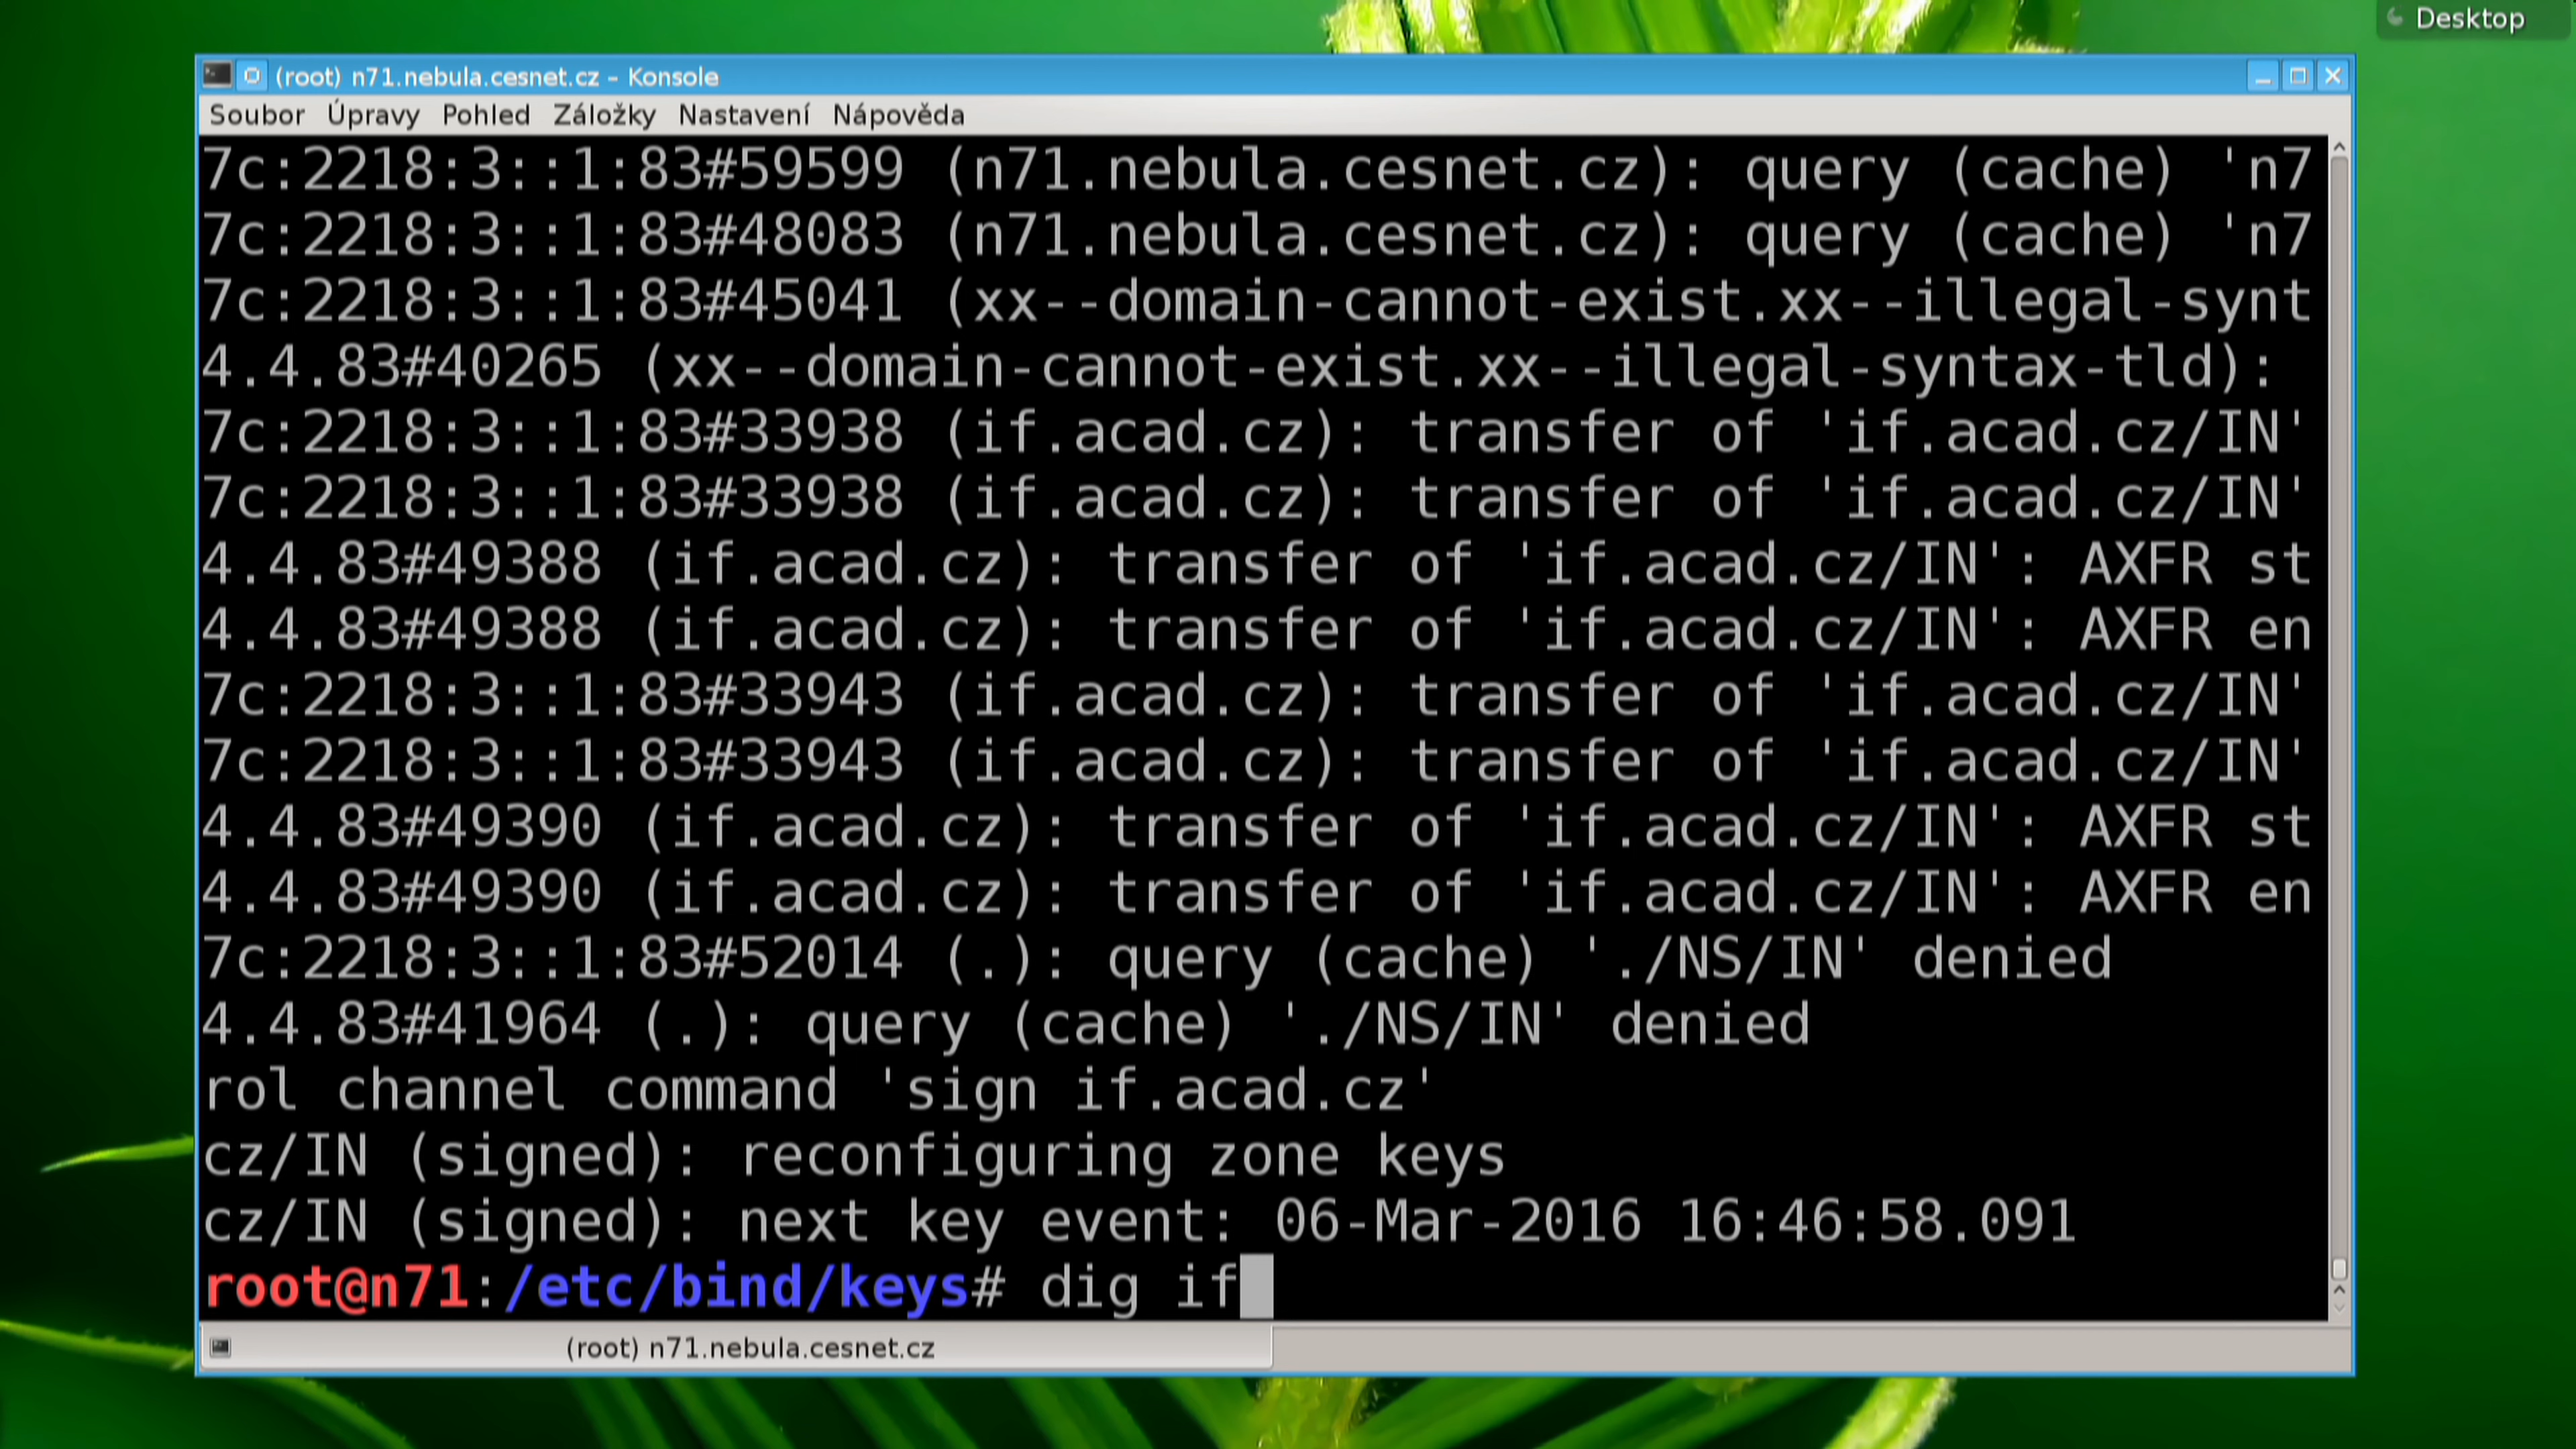 Desktop
(root) n71.nebula.cesnet.cz – Konsole
Soubor Úpravy Pohled Záložky Nastavení Nápověda
7c:2218:3::1:83#59599 (n71.nebula.cesnet.cz): query (cache) 'n7
7c:2218:3::1:83#48083 (n71.nebula.cesnet.cz): query (cache) 'n7
7c:2218:3::1:83#45041 (xx--domain-cannot-exist.xx--illegal-synt
4.4.83#40265 (xx--domain-cannot-exist.xx--illegal-syntax-tld):
7c:2218:3::1:83#33938 (if.acad.cz): transfer of 'if.acad.cz/IN'
7c:2218:3::1:83#33938 (if.acad.cz): transfer of 'if.acad.cz/IN'
4.4.83#49388 (if.acad.cz): transfer of 'if.acad.cz/IN': AXFR st
4.4.83#49388 (if.acad.cz): transfer of 'if.acad.cz/IN': AXFR en
7c:2218:3::1:83#33943 (if.acad.cz): transfer of 'if.acad.cz/IN'
7c:2218:3::1:83#33943 (if.acad.cz): transfer of 'if.acad.cz/IN'
4.4.83#49390 (if.acad.cz): transfer of 'if.acad.cz/IN': AXFR st
4.4.83#49390 (if.acad.cz): transfer of 'if.acad.cz/IN': AXFR en
7c:2218:3::1:83#52014 (.): query (cache) './NS/IN' denied
4.4.83#41964 (.): query (cache) './NS/IN' denied
rol channel command 'sign if.acad.cz'
cz/IN (signed): reconfiguring zone keys
cz/IN (signed): next key event: 06-Mar-2016 16:46:58.091
root@n71:/etc/bind/keys# dig if
(root) n71.nebula.cesnet.cz